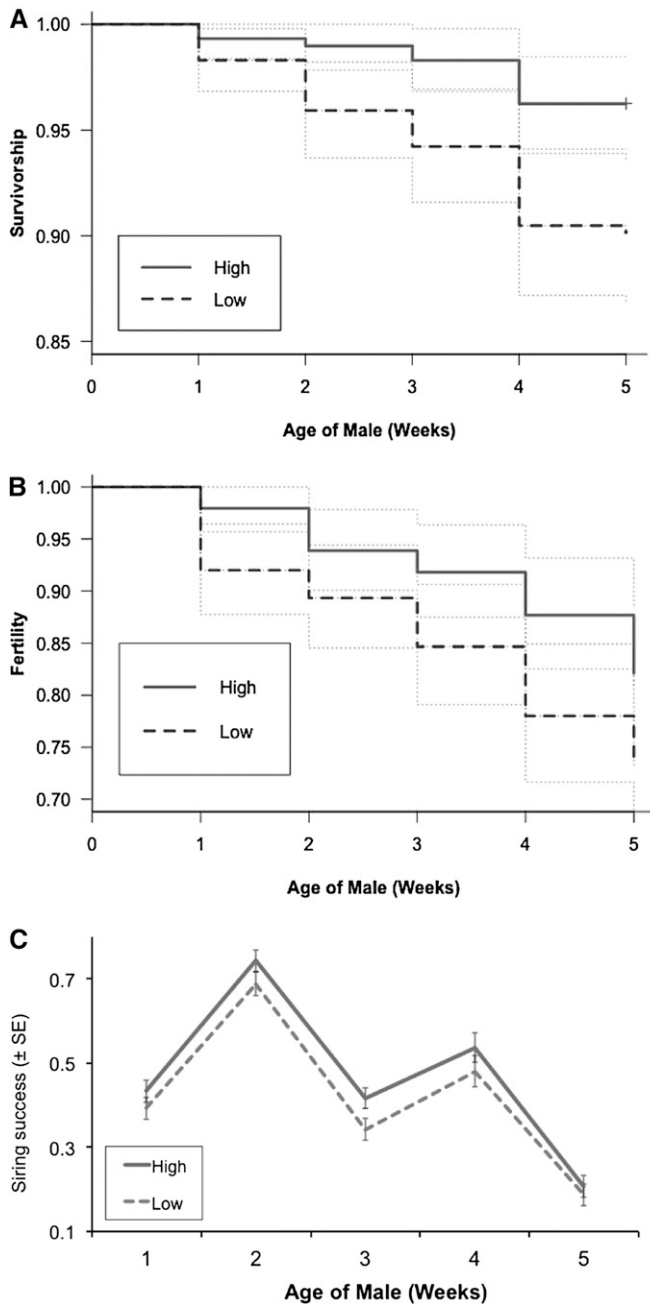 A
1.00
0.95
0.90
0.85
Survivorship
High
Low
0 1 2 3 4 5
Age of Male (Weeks)
B
1.00
0.95
0.90
0.85
0.80
0.75
0.70
Fertility
High
Low
0 1 2 3 4 5
Age of Male (Weeks)
C
0.7
0.5
0.3
0.1
Siring success (± SE)
High
Low
1 2 3 4 5
Age of Male (Weeks)